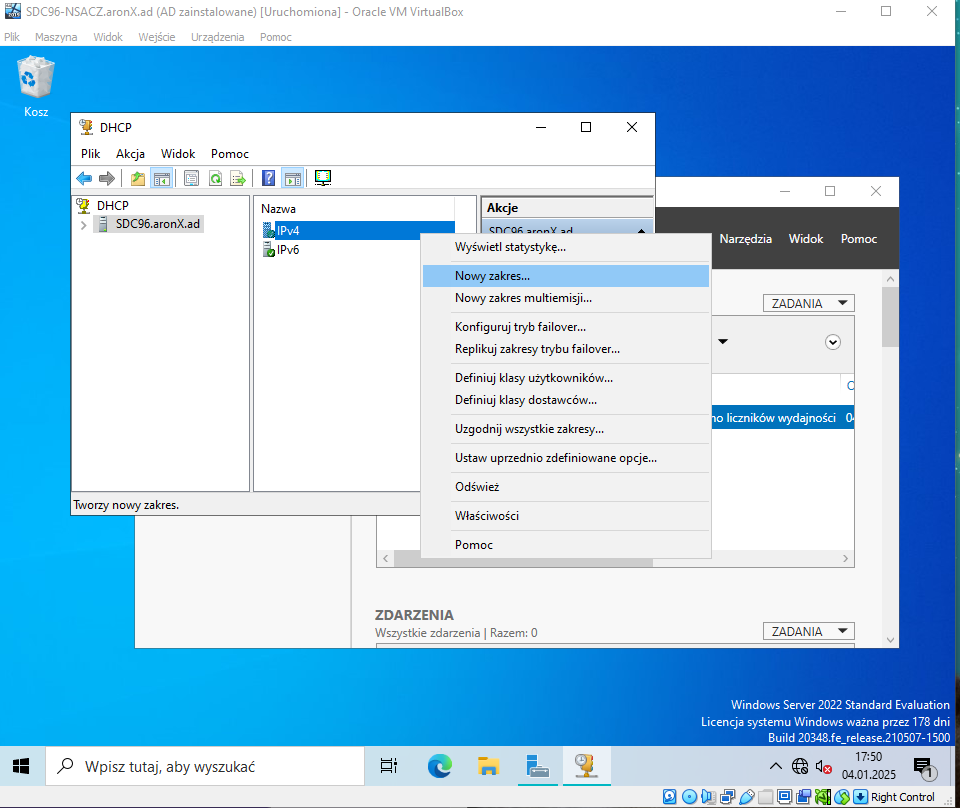 SDC96-NSACZ.aronX.ad (AD zainstalowane) [Uruchomiona] - Oracle VM VirtualBox
Plik Maszyna Widok Wejście Urządzenia Pomoc
Kosz
DHCP
Plik Akcja Widok Pomoc
DHCP
SDC96.aronX.ad
Nazwa
IPv4
IPv6
Akcje
SDC96.aronX.ad
Wyświetl statystykę...
Nowy zakres...
Nowy zakres multiemisji...
Konfiguruj tryb failover...
Replikuj zakresy trybu failover...
Definiuj klasy użytkowników...
Definiuj klasy dostawców...
Uzgodnij wszystkie zakresy...
Ustaw uprzednio zdefiniowane opcje...
Odśwież
Właściwości
Pomoc
Tworzy nowy zakres.
Narzędzia Widok Pomoc
ZADANIA
no liczników wydajności 04
ZDARZENIA
Wszystkie zdarzenia | Razem: 0
ZADANIA
Windows Server 2022 Standard Evaluation
Licencja systemu Windows ważna przez 178 dni
Build 20348.fe_release.210507-1500
Wpisz tutaj, aby wyszukać
17:50
04.01.2025
1
Right Control